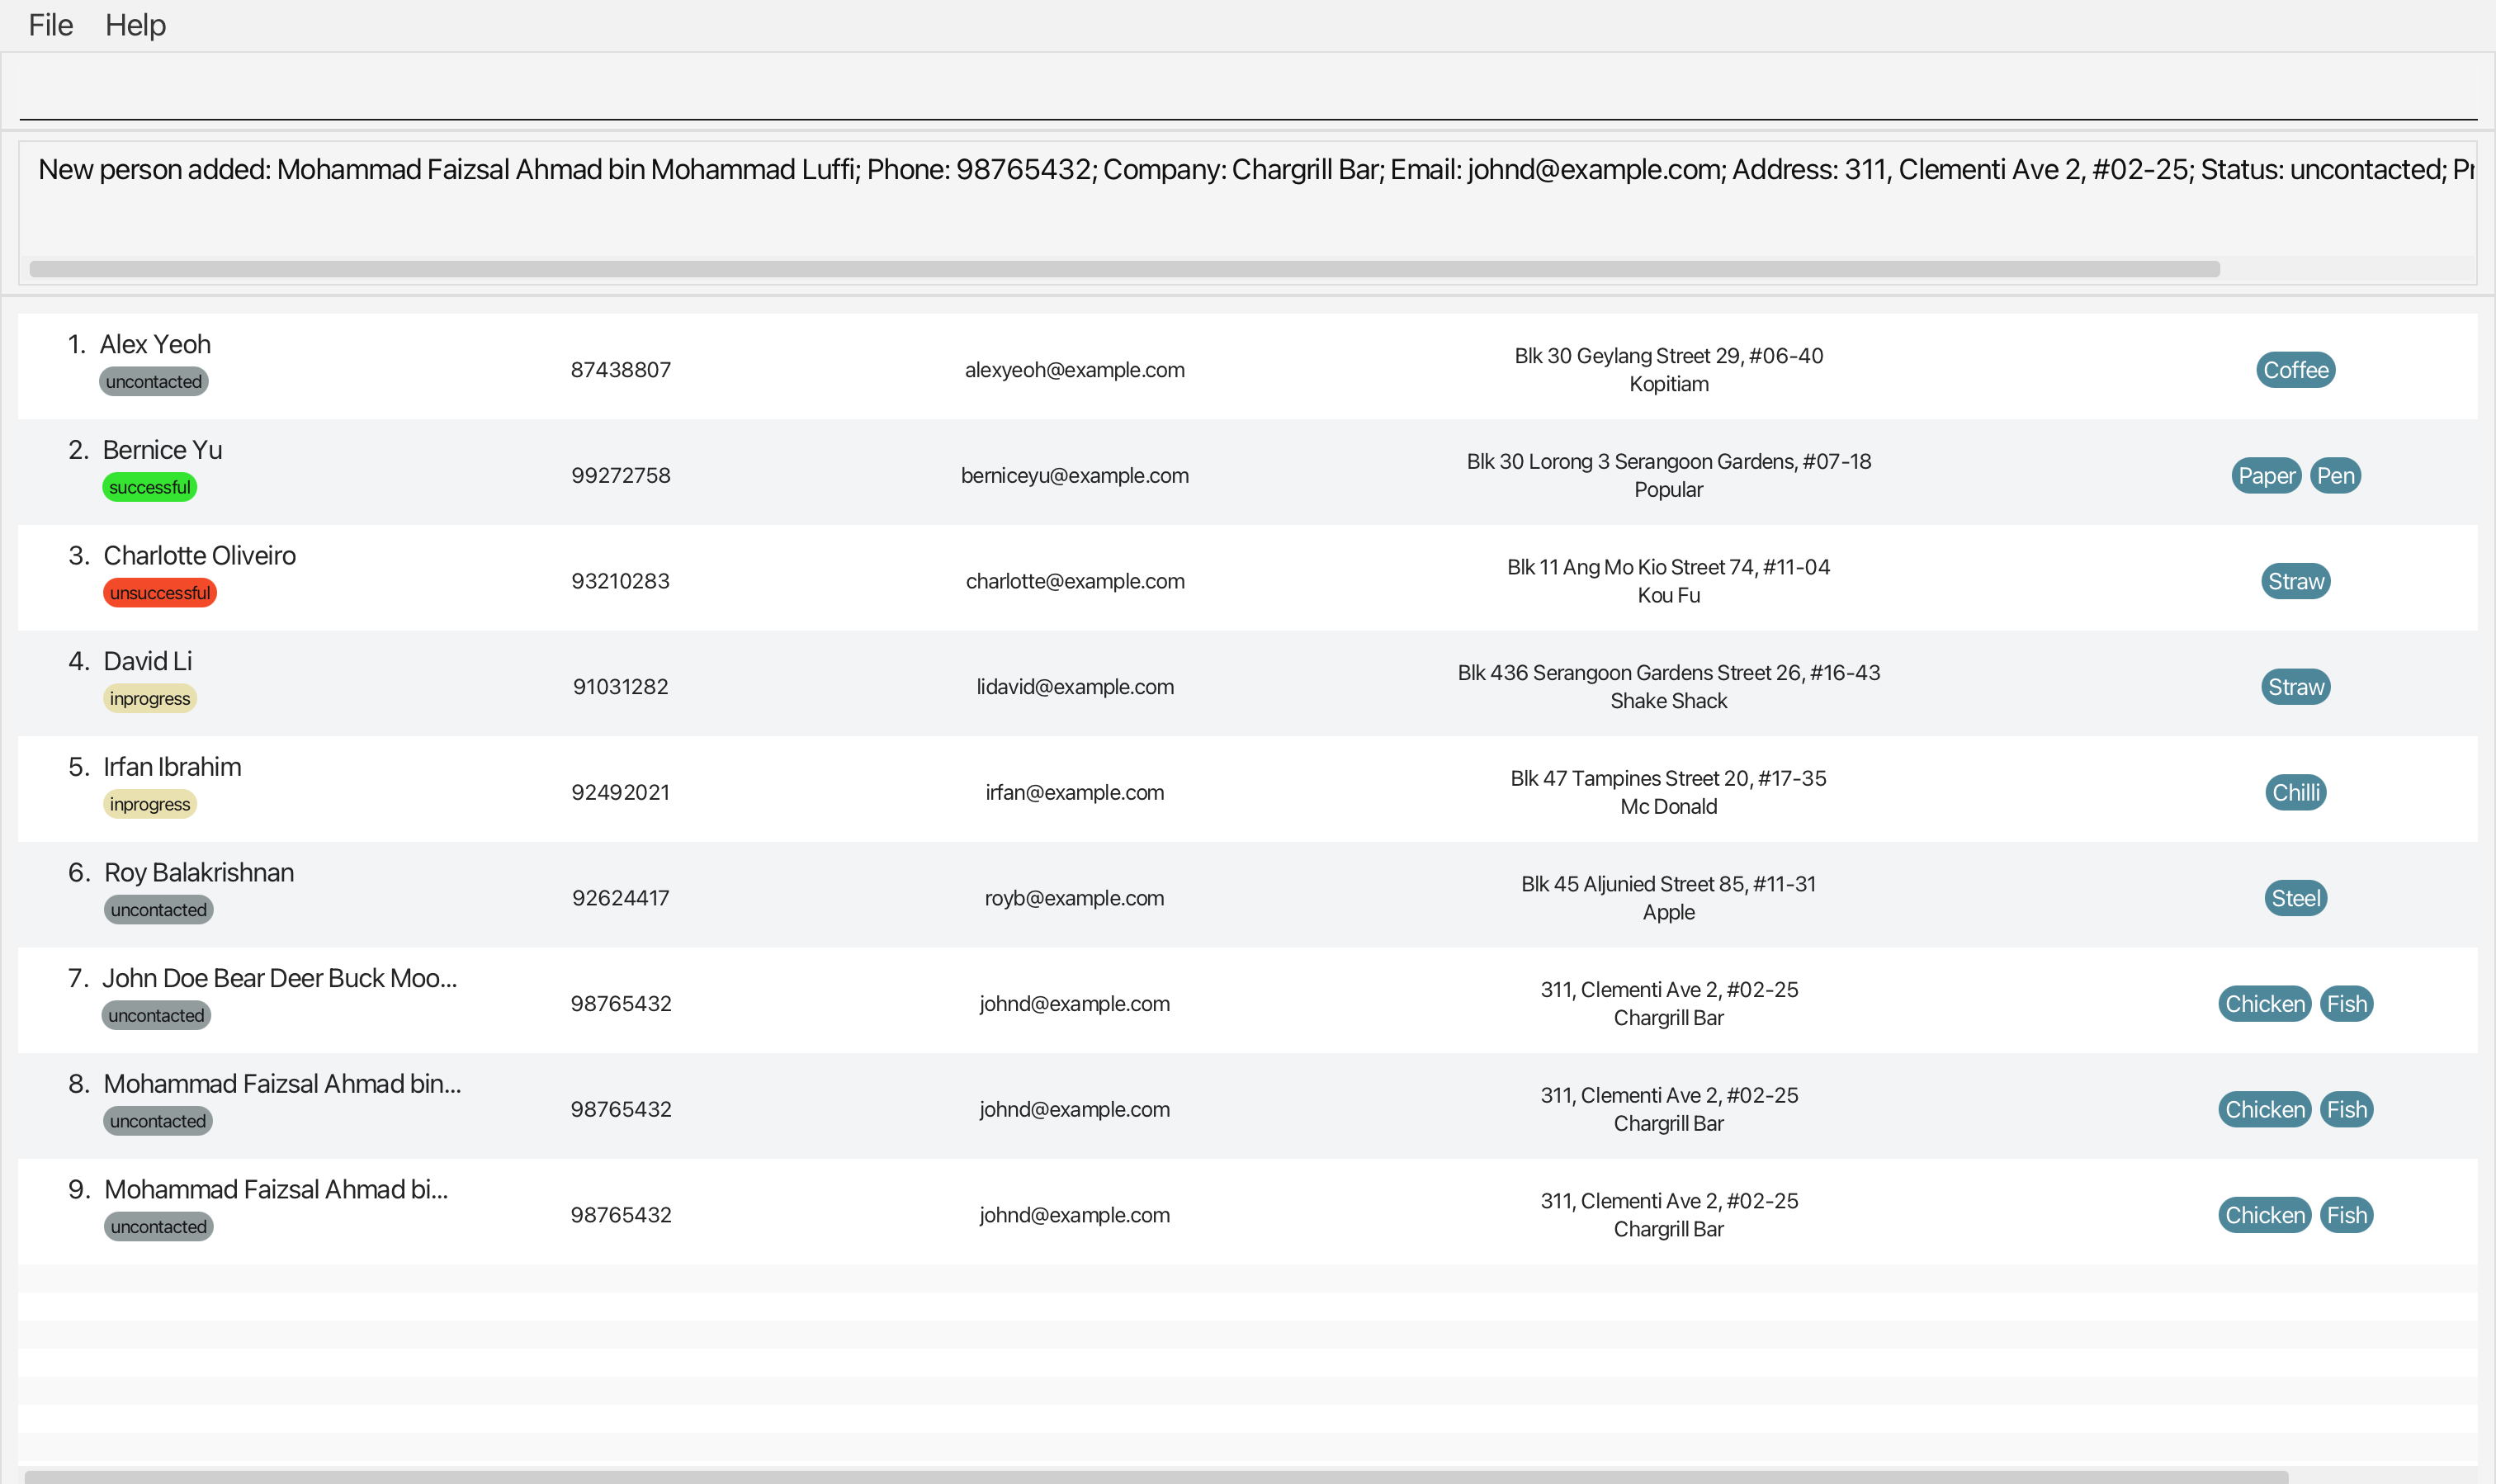 File Help
New person added: Mohammad Faizsal Ahmad bin Mohammad Luffi; Phone: 98765432; Company: Chargrill Bar; Email: johnd@example.com; Address: 311, Clementi Ave 2, #02-25; Status: uncontacted; Pr
1. Alex Yeoh
uncontacted
87438807
alexyeoh@example.com
Blk 30 Geylang Street 29, #06-40
Kopitiam
Coffee
2. Bernice Yu
successful
99272758
berniceyu@example.com
Blk 30 Lorong 3 Serangoon Gardens, #07-18
Popular
Paper Pen
3. Charlotte Oliveiro
unsuccessful
93210283
charlotte@example.com
Blk 11 Ang Mo Kio Street 74, #11-04
Kou Fu
Straw
4. David Li
inprogress
91031282
lidavid@example.com
Blk 436 Serangoon Gardens Street 26, #16-43
Shake Shack
Straw
5. Irfan Ibrahim
inprogress
92492021
irfan@example.com
Blk 47 Tampines Street 20, #17-35
Mc Donald
Chilli
6. Roy Balakrishnan
uncontacted
92624417
royb@example.com
Blk 45 Aljunied Street 85, #11-31
Apple
Steel
7. John Doe Bear Deer Buck Moo...
uncontacted
98765432
johnd@example.com
311, Clementi Ave 2, #02-25
Chargrill Bar
Chicken Fish
8. Mohammad Faizsal Ahmad bin...
uncontacted
98765432
johnd@example.com
311, Clementi Ave 2, #02-25
Chargrill Bar
Chicken Fish
9. Mohammad Faizsal Ahmad bi...
uncontacted
98765432
johnd@example.com
311, Clementi Ave 2, #02-25
Chargrill Bar
Chicken Fish